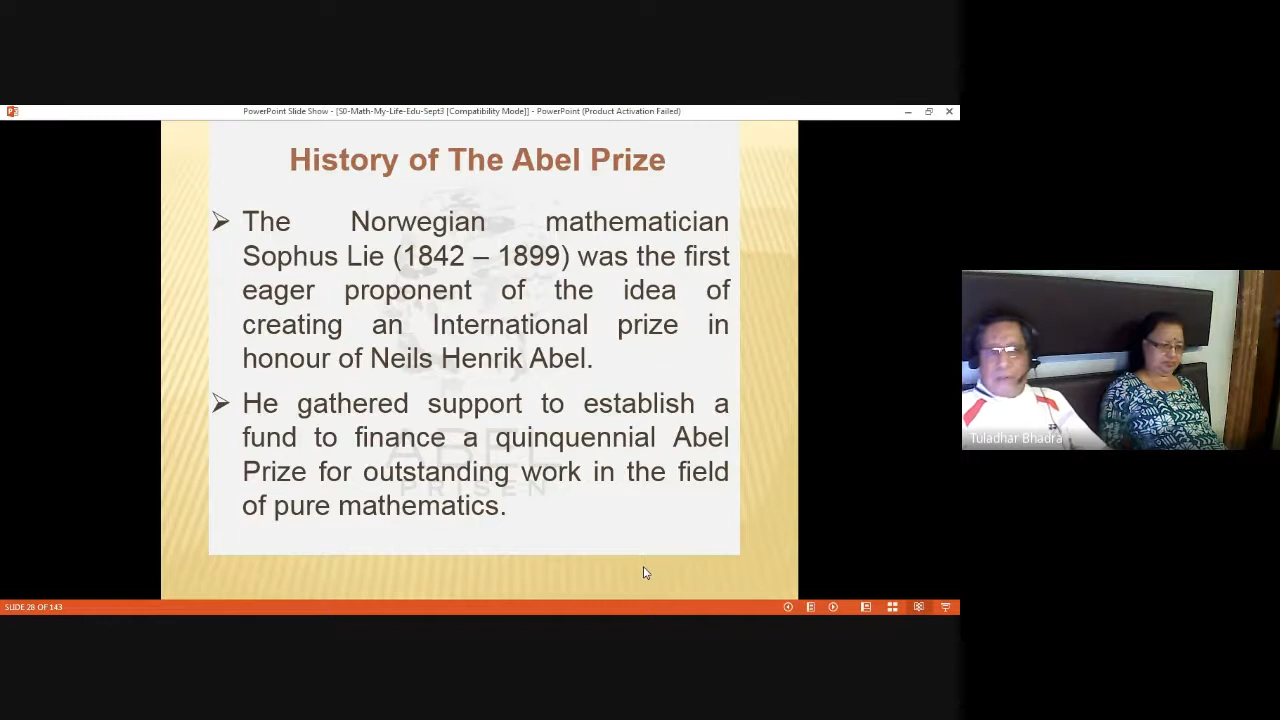 PowerPoint Slide Show - [S0-Math-My-Life-Edu-Sept3 [Compatibility Mode]] - PowerPoint (Product Activation Failed)
History of The Abel Prize
➢ The Norwegian mathematician
Sophus Lie (1842 – 1899) was the first
eager proponent of the idea of
creating an International prize in
honour of Neils Henrik Abel.
➢ He gathered support to establish a
fund to finance a quinquennial Abel
Prize for outstanding work in the field
of pure mathematics.
ABEL
PRISEN
Tuladhar Bhadra
SLIDE 28 OF 143